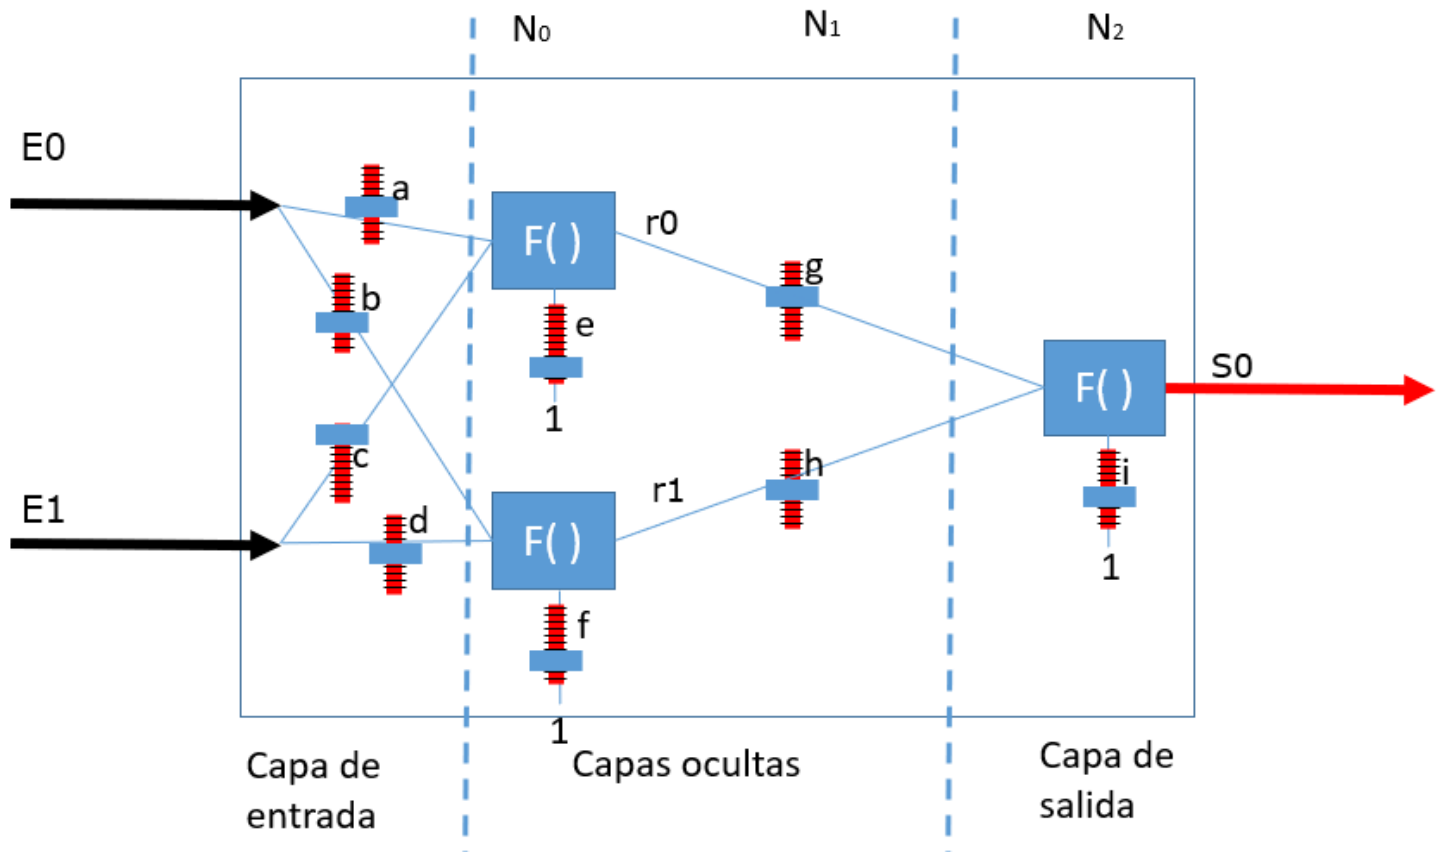 N₀
N₁
N₂
E0
a
F( )
r0
g
b
e
1
F( )
S0
c
h
i
1
E1
d
F( )
r1
f
1
Capa de
entrada
Capas ocultas
Capa de
salida